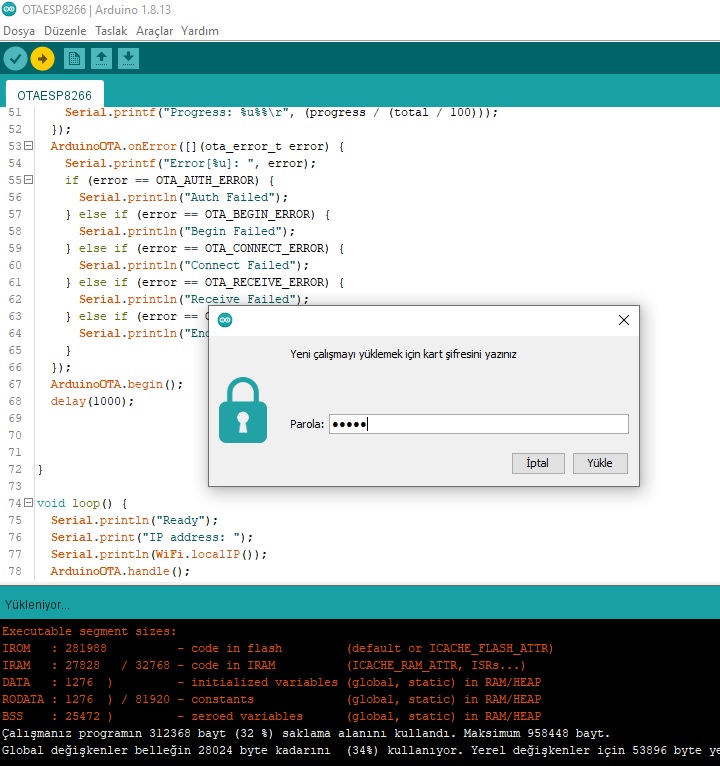 OTAESP8266 | Arduino 1.8.13
Dosya Düzenle Taslak Araçlar Yardım
OTAESP8266
51 Serial.printf("Progress: %u%%\r", (progress / (total / 100)));
52 });
53 ArduinoOTA.onError([](ota_error_t error) {
54 Serial.printf("Error[%u]: ", error);
55 if (error == OTA_AUTH_ERROR) {
56 Serial.println("Auth Failed");
57 } else if (error == OTA_BEGIN_ERROR) {
58 Serial.println("Begin Failed");
59 } else if (error == OTA_CONNECT_ERROR) {
60 Serial.println("Connect Failed");
61 } else if (error == OTA_RECEIVE_ERROR) {
62 Serial.println("Receive Failed");
63 } else if (error ==
64 Serial.println("End
65 }
66 });
67 ArduinoOTA.begin();
68 delay(1000);
69
70
71
72 }
73
74 void loop() {
75 Serial.println("Ready");
76 Serial.print("IP address: ");
77 Serial.println(WiFi.localIP());
78 ArduinoOTA.handle();
Yeni çalışmayı yüklemek için kart şifresini yazınız
Parola: •••••
İptal Yükle
Yükleniyor...
Executable segment sizes:
IROM : 281988 - code in flash (default or ICACHE_FLASH_ATTR)
IRAM : 27828 / 32768 - code in IRAM (ICACHE_RAM_ATTR, ISRs...)
DATA : 1276 ) - initialized variables (global, static) in RAM/HEAP
RODATA : 1276 ) / 81920 - constants (global, static) in RAM/HEAP
BSS : 25472 ) - zeroed variables (global, static) in RAM/HEAP
Çalışmanız programın 312368 bayt (32 %) saklama alanını kullandı. Maksimum 958448 bayt.
Global değişkenler belleğin 28024 byte kadarını (34%) kullanıyor. Yerel değişkenler için 53896 byte ye